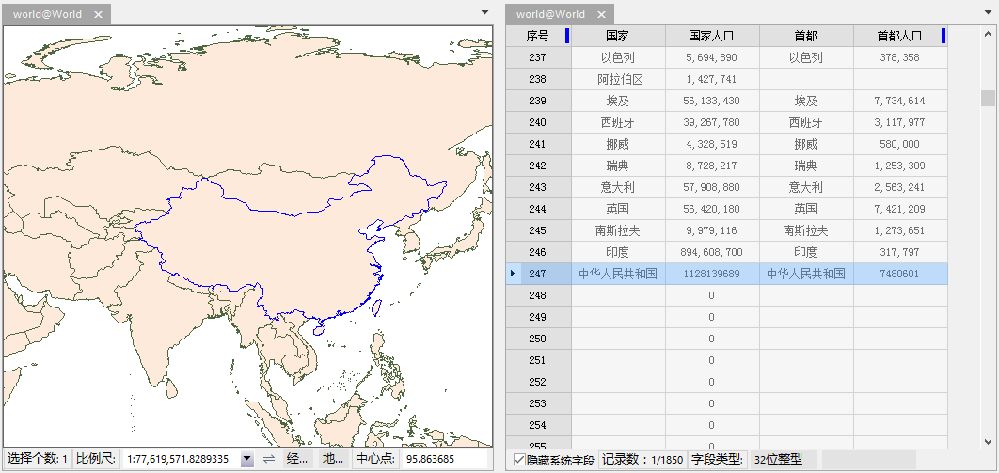 world@World
world@World
序号 国家 国家人口 首都 首都人口
237 以色列 5,694,890 以色列 378,358
238 阿拉伯区 1,427,741
239 埃及 56,133,430 埃及 7,734,614
240 西班牙 39,267,780 西班牙 3,117,977
241 挪威 4,328,519 挪威 580,000
242 瑞典 8,728,217 瑞典 1,253,309
243 意大利 57,908,880 意大利 2,563,241
244 英国 56,420,180 英国 7,421,209
245 南斯拉夫 9,979,116 南斯拉夫 1,273,651
246 印度 894,608,700 印度 317,797
247 中华人民共和国 1128139689 中华人民共和国 7480601
248 0
249 0
250 0
251 0
252 0
253 0
254 0
255 0
选择个数: 1 比例尺: 1:77,619,571.8289335 经... 地... 中心点: 95.863685
隐藏系统字段 记录数：1/1850 字段类型: 32位整型